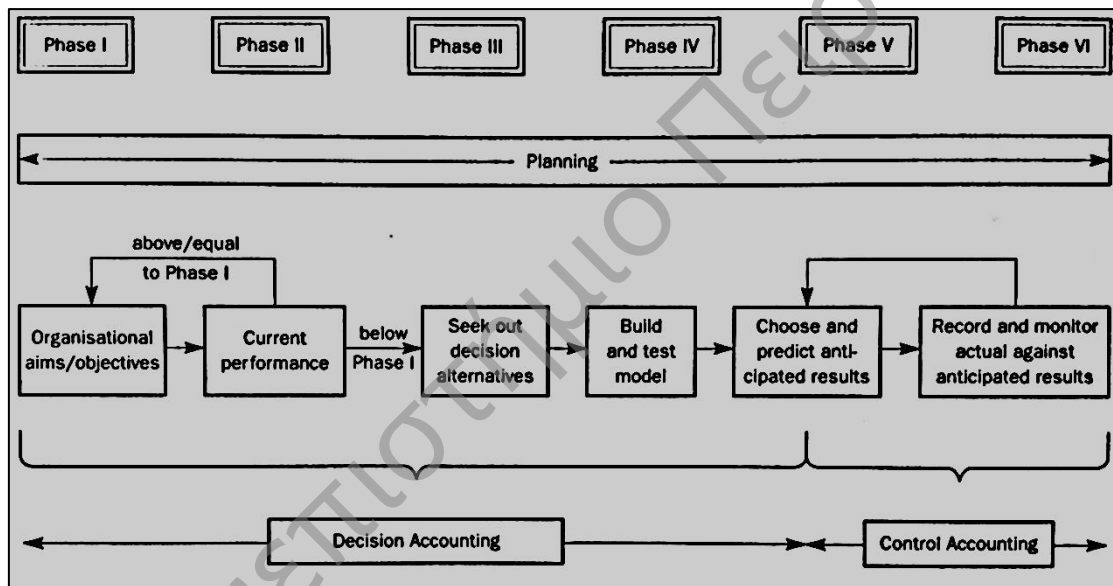 Phase I
Phase II
Phase III
Phase IV
Phase V
Phase VI
Planning
above/equal
to Phase I
Organisational
aims/objectives
Current
performance
below
Phase I
Seek out
decision
alternatives
Build
and test
model
Choose and
predict anti-
cipated results
Record and monitor
actual against
anticipated results
Decision Accounting
Control Accounting